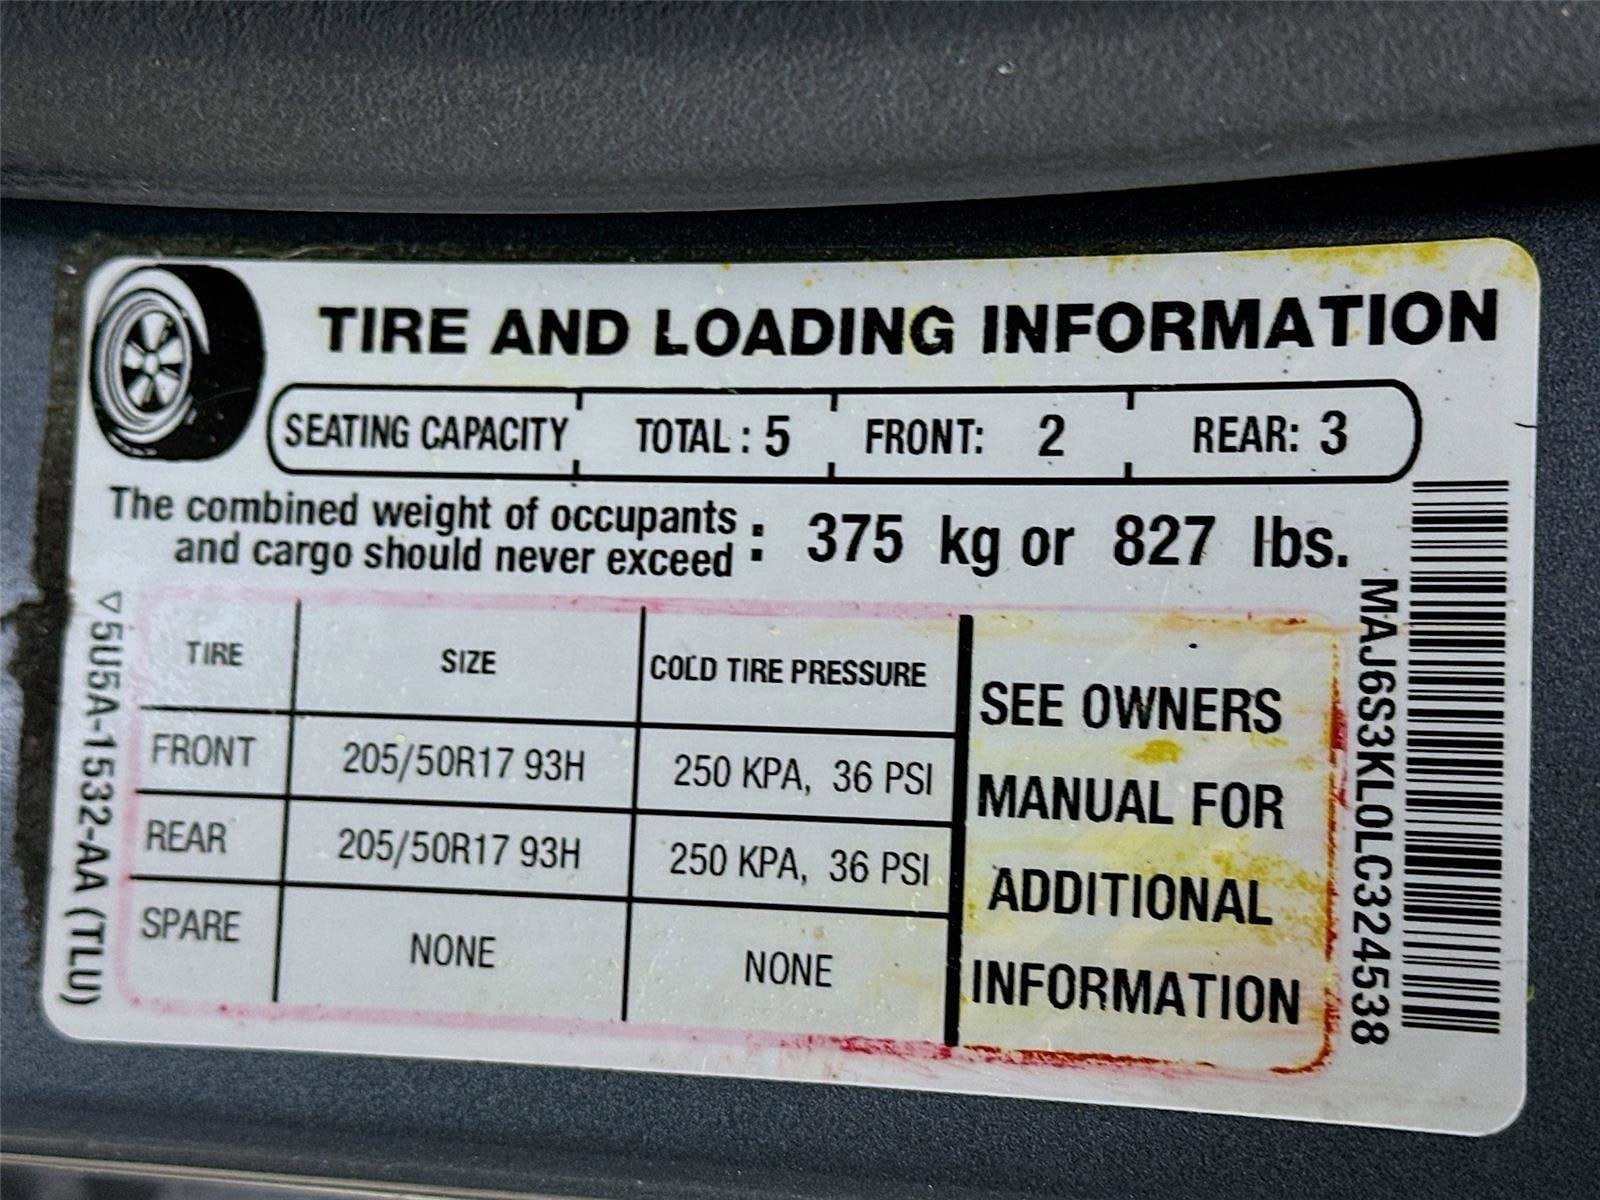 TIRE AND LOADING INFORMATION
SEATING CAPACITY TOTAL : 5 FRONT: 2 REAR: 3
The combined weight of occupants
and cargo should never exceed : 375 kg or 827 lbs.
TIRE SIZE COLD TIRE PRESSURE
FRONT 205/50R17 93H 250 KPA, 36 PSI
REAR 205/50R17 93H 250 KPA, 36 PSI
SPARE NONE NONE
SEE OWNERS
MANUAL FOR
ADDITIONAL
INFORMATION
▽5U5A-1532-AA (TLU)
MAJ6S3KL0LC324538